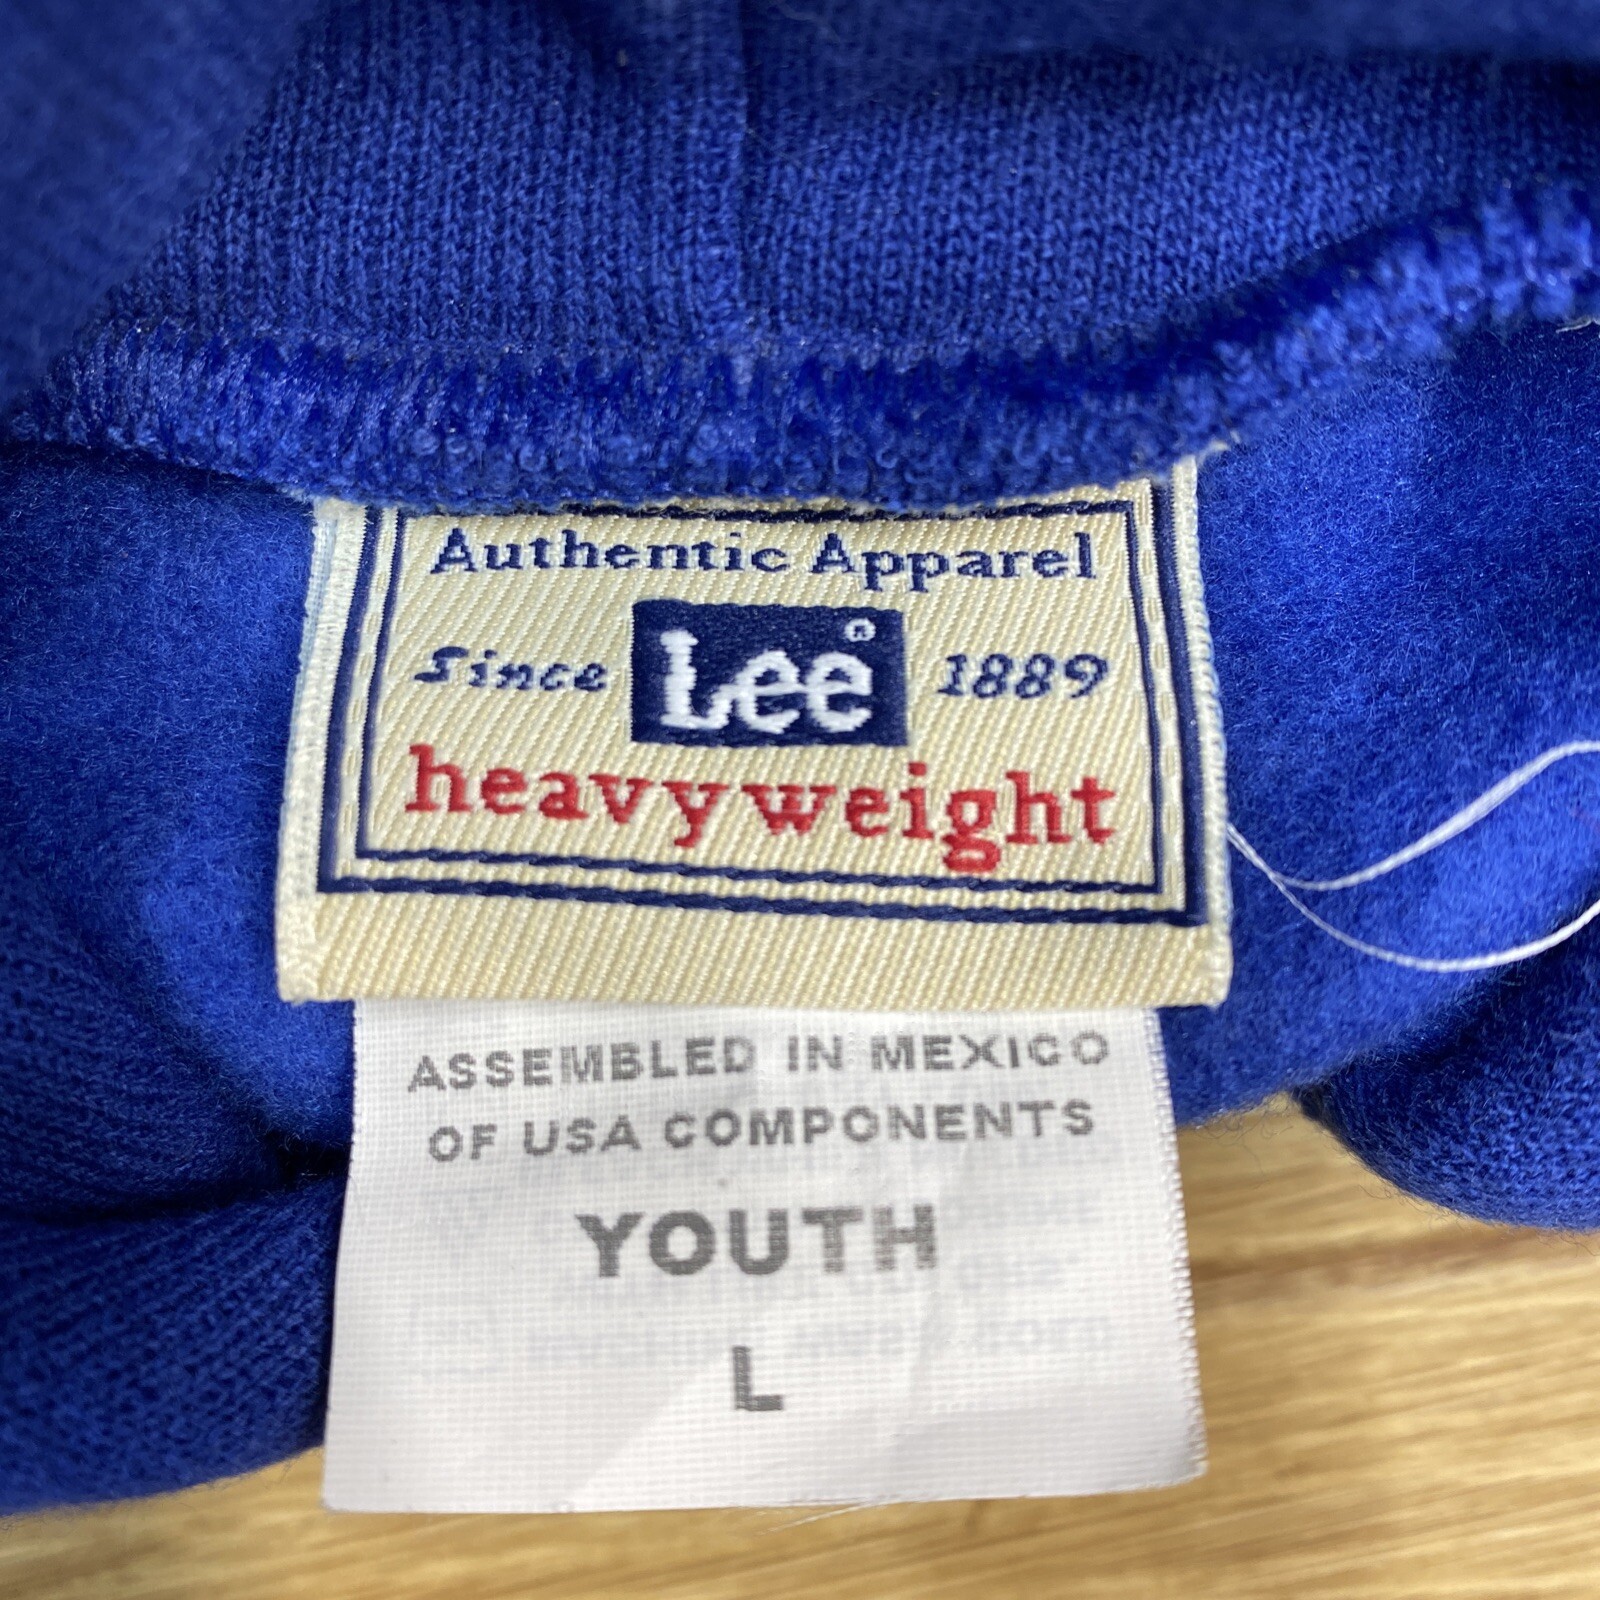 Authentic Apparel
Since Lee® 1889
heavyweight
ASSEMBLED IN MEXICO
OF USA COMPONENTS
YOUTH
L